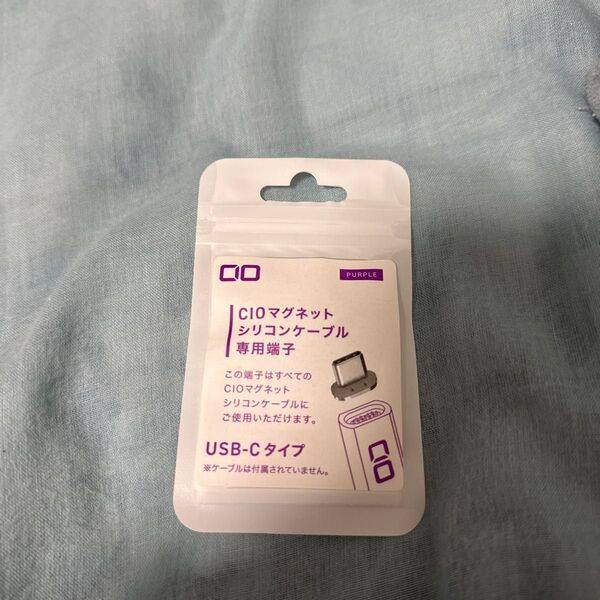 CIO
PURPLE
CIOマグネット
シリコンケーブル
専用端子
この端子はすべての
CIOマグネット
シリコンケーブルに
ご使用いただけます。
CIO
USB-Cタイプ
※ケーブルは付属されていません。